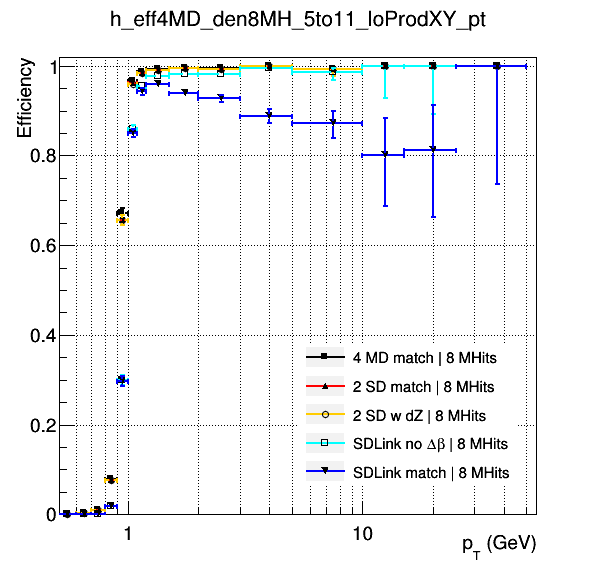 h_eff4MD_den8MH_5to11_loProdXY_pt
Efficiency
1
0.8
0.6
0.4
0.2
0
4 MD match | 8 MHits
2 SD match | 8 MHits
2 SD w dZ | 8 MHits
SDLink no Δβ | 8 MHits
SDLink match | 8 MHits
1
10
p_T (GeV)